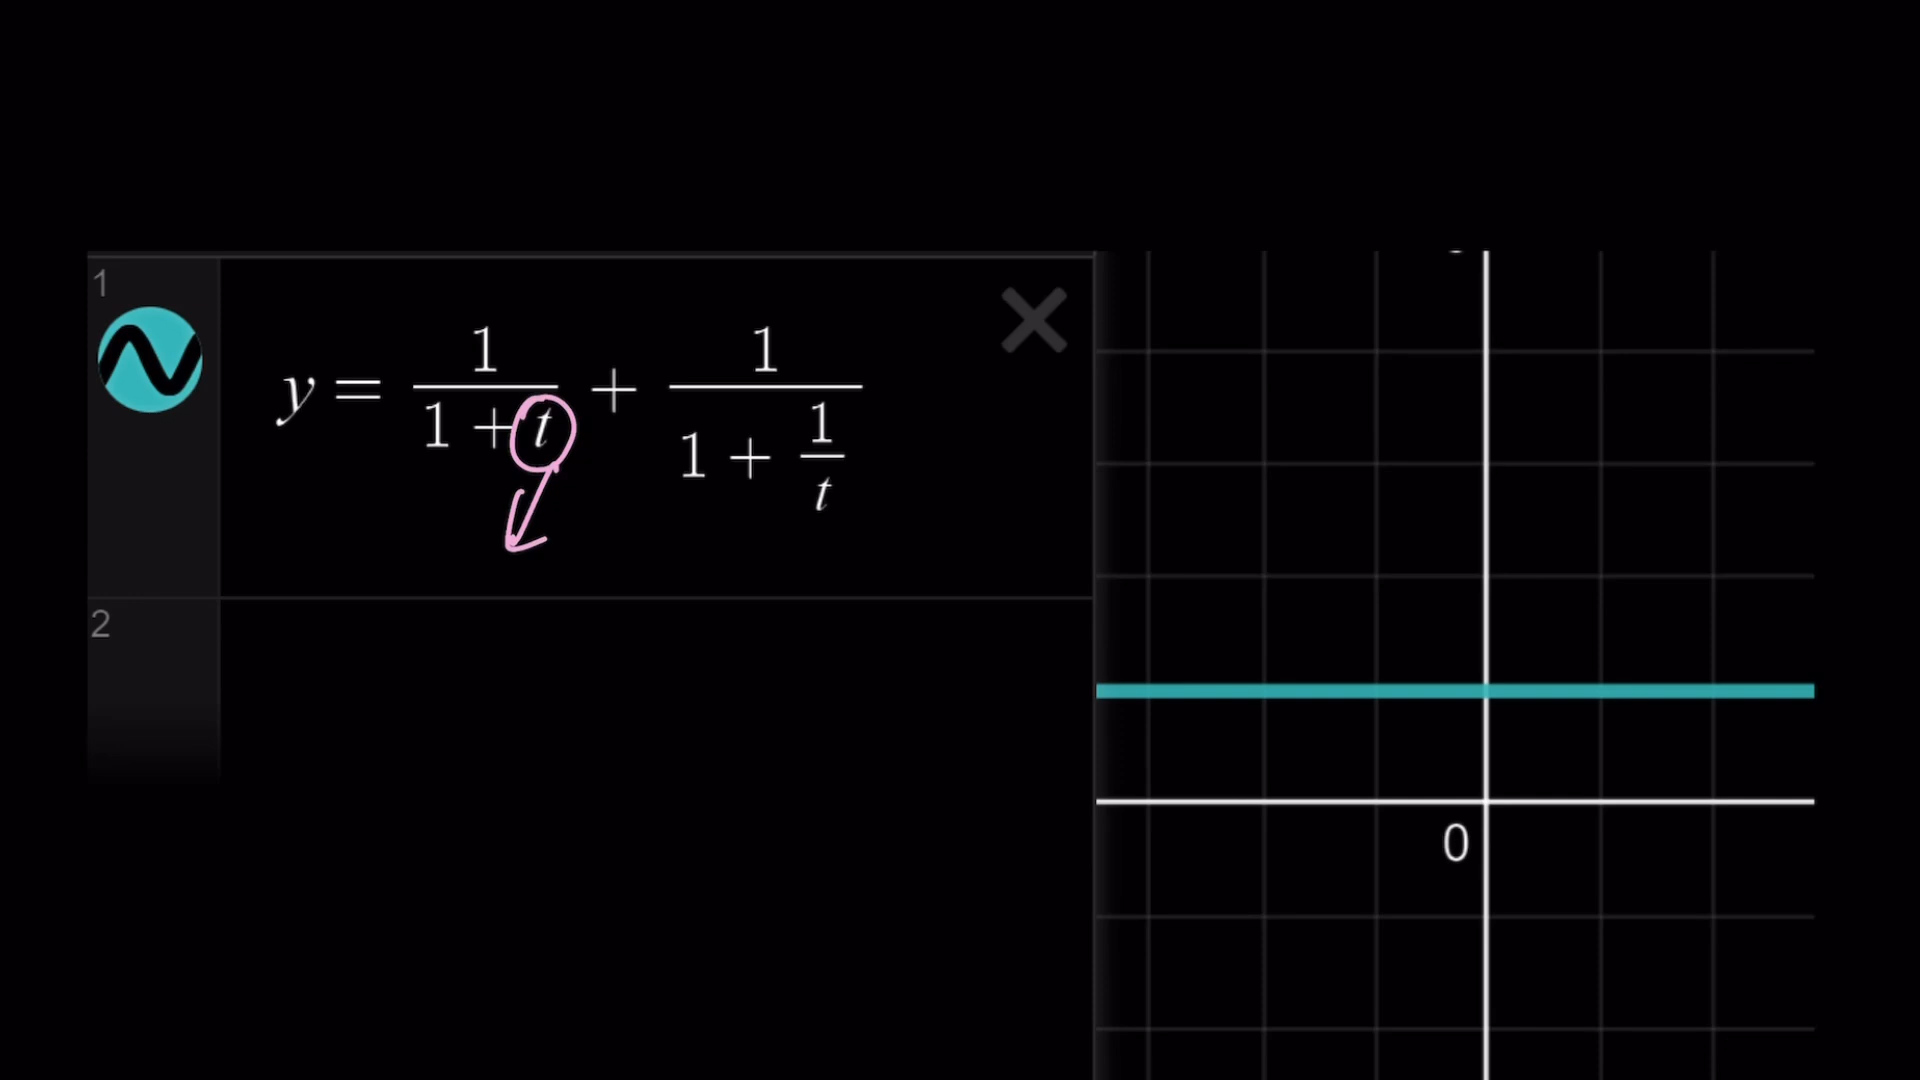 1
y = 1/(1 + t) + 1/(1 + 1/t)
2
0